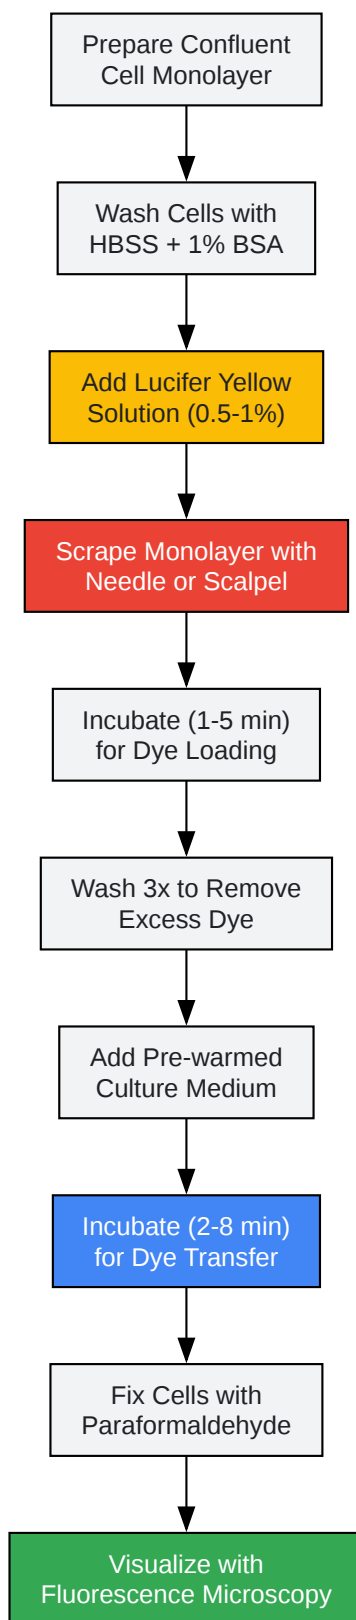 Prepare Confluent
Cell Monolayer
Wash Cells with
HBSS + 1% BSA
Add Lucifer Yellow
Solution (0.5-1%)
Scrape Monolayer with
Needle or Scalpel
Incubate (1-5 min)
for Dye Loading
Wash 3x to Remove
Excess Dye
Add Pre-warmed
Culture Medium
Incubate (2-8 min)
for Dye Transfer
Fix Cells with
Paraformaldehyde
Visualize with
Fluorescence Microscopy